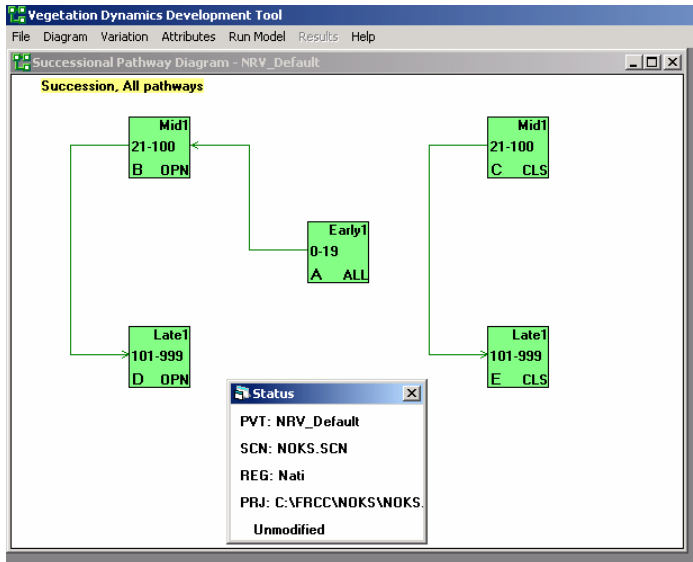 Vegetation Dynamics Development Tool
File Diagram Variation Attributes Run Model Results Help
Successional Pathway Diagram - NRV_Default
Succession, All pathways
Mid1
21-100
B OPN
Mid1
21-100
C CLS
Early1
0-19
A ALL
Late1
101-999
D OPN
Late1
101-999
E CLS
Status
PVT: NRV_Default
SCN: NOKS.SCN
REG: Nati
PRJ: C:\FRCC\NOKS\NOKS.
Unmodified